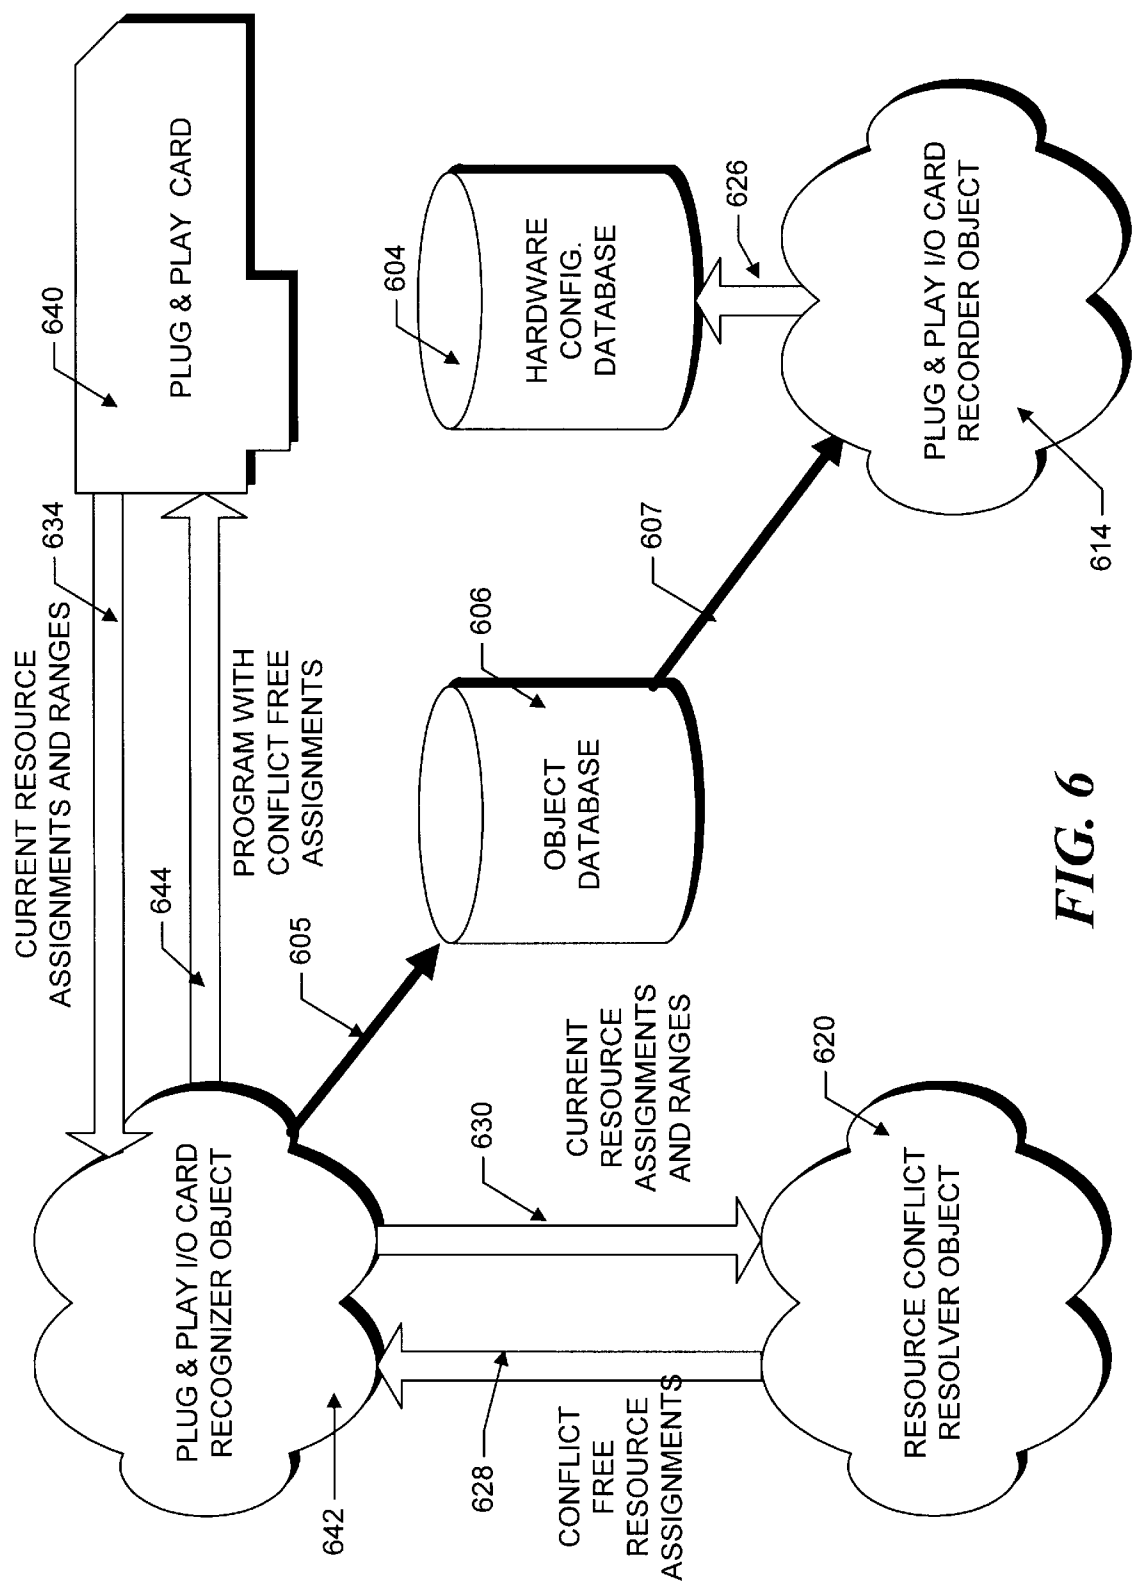 CURRENT RESOURCE
ASSIGNMENTS AND RANGES
634
640
PLUG & PLAY CARD
644
PROGRAM WITH
CONFLICT FREE
ASSIGNMENTS
PLUG & PLAY I/O CARD
RECOGNIZER OBJECT
642
605
606
OBJECT
DATABASE
604
HARDWARE
CONFIG.
DATABASE
607
626
628
CONFLICT
FREE
RESOURCE
ASSIGNMENTS
630
CURRENT
RESOURCE
ASSIGNMENTS
AND RANGES
620
RESOURCE CONFLICT
RESOLVER OBJECT
614
PLUG & PLAY I/O CARD
RECORDER OBJECT
FIG. 6